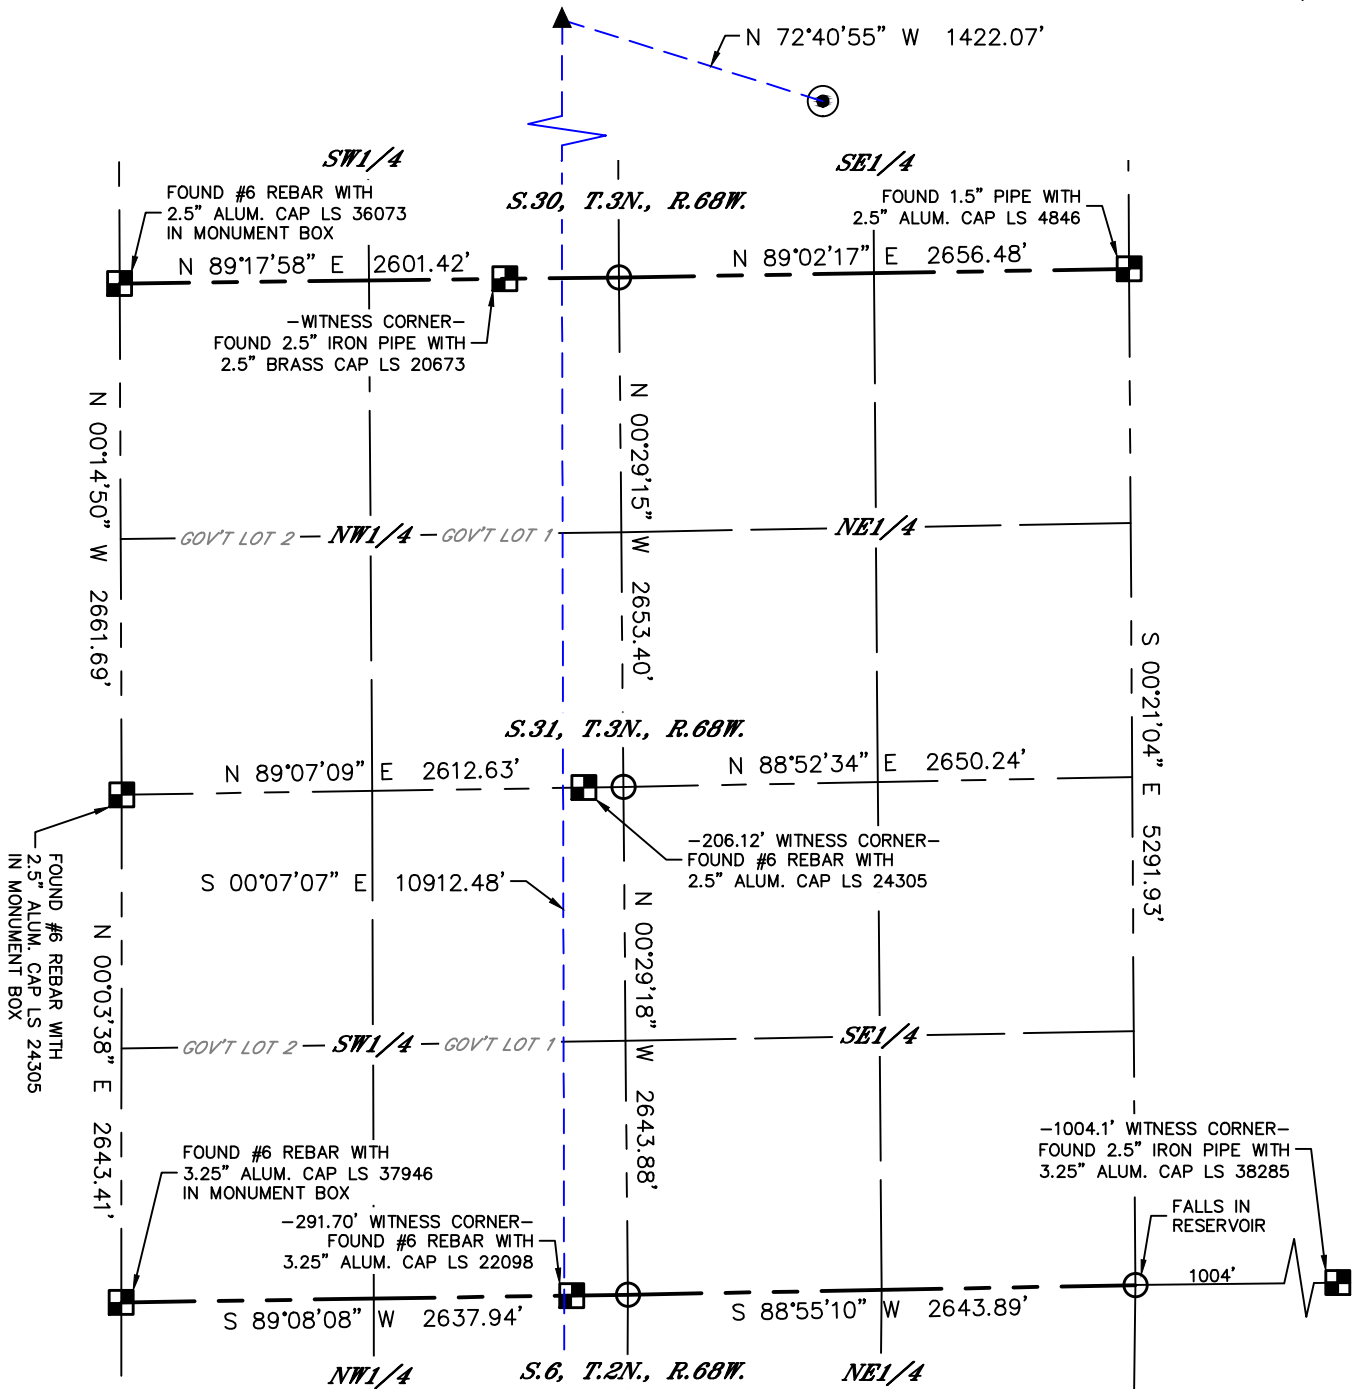 N 72°40'55" W 1422.07'
SW1/4
SE1/4
FOUND #6 REBAR WITH
2.5" ALUM. CAP LS 36073
IN MONUMENT BOX
S.30, T.3N., R.68W.
FOUND 1.5" PIPE WITH
2.5" ALUM. CAP LS 4846
N 89°17'58" E 2601.42'
N 89°02'17" E 2656.48'
-WITNESS CORNER-
FOUND 2.5" IRON PIPE WITH
2.5" BRASS CAP LS 20673
N 00°14'50" W 2661.69'
N 00°29'15" W 2653.40'
GOV'T LOT 2
NW1/4
GOV'T LOT 1
NE1/4
S 00°21'04" E 5291.93'
S.31, T.3N., R.68W.
N 89°07'09" E 2612.63'
N 88°52'34" E 2650.24'
-206.12' WITNESS CORNER-
FOUND #6 REBAR WITH
2.5" ALUM. CAP LS 24305
S 00°07'07" E 10912.48'
FOUND #6 REBAR WITH
2.5" ALUM. CAP LS 24305
IN MONUMENT BOX
N 00°03'38" E 2643.41'
N 00°29'18" W 2643.88'
GOV'T LOT 2
SW1/4
GOV'T LOT 1
SE1/4
FOUND #6 REBAR WITH
3.25" ALUM. CAP LS 37946
IN MONUMENT BOX
-1004.1' WITNESS CORNER-
FOUND 2.5" IRON PIPE WITH
3.25" ALUM. CAP LS 38285
-291.70' WITNESS CORNER-
FOUND #6 REBAR WITH
3.25" ALUM. CAP LS 22098
FALLS IN
RESERVOIR
1004'
S 89°08'08" W 2637.94'
S 88°55'10" W 2643.89'
NW1/4
S.6, T.2N., R.68W.
NE1/4